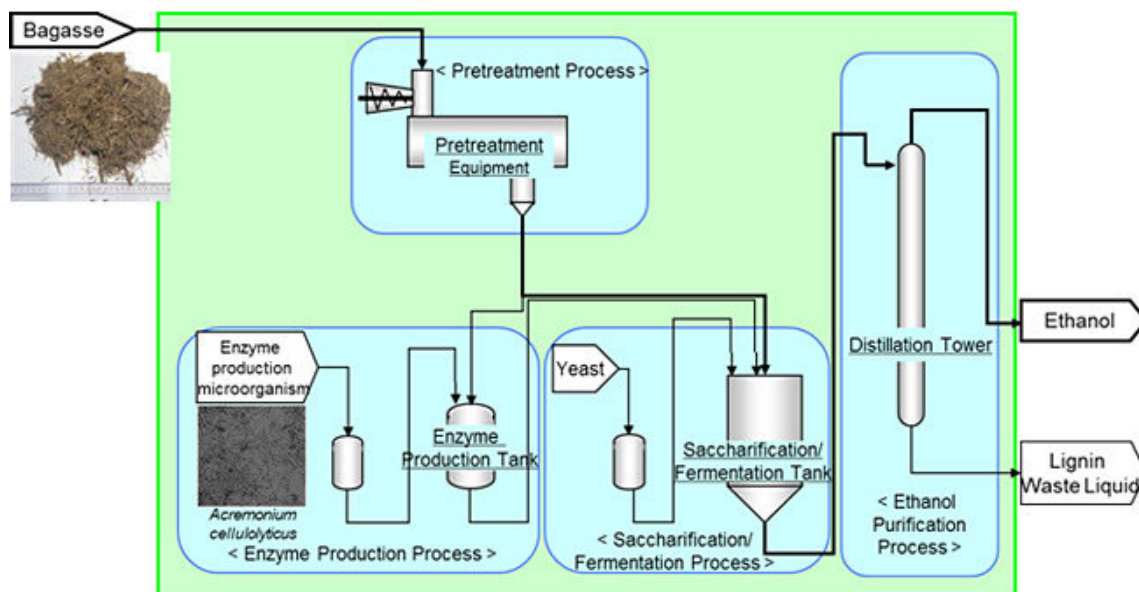 Bagasse
< Pretreatment Process >
Pretreatment
Equipment
Enzyme
production
microorganism
Acremonium
cellulolyticus
Enzyme
Production Tank
< Enzyme Production Process >
Yeast
Saccharification/
Fermentation Tank
< Saccharification/
Fermentation Process >
Distillation Tower
< Ethanol
Purification
Process >
Ethanol
Lignin
Waste Liquid